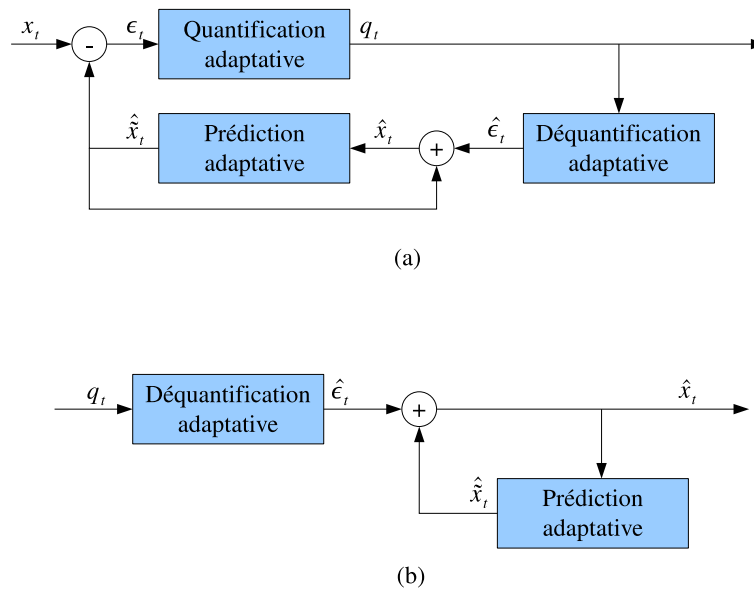 x_t
-
ϵ_t
Quantification
adaptative
q_t
x̃̂_t
Prédiction
adaptative
x̂_t
+
ϵ̂_t
Déquantification
adaptative
(a)
q_t
Déquantification
adaptative
ϵ̂_t
+
x̂_t
x̃̂_t
Prédiction
adaptative
(b)